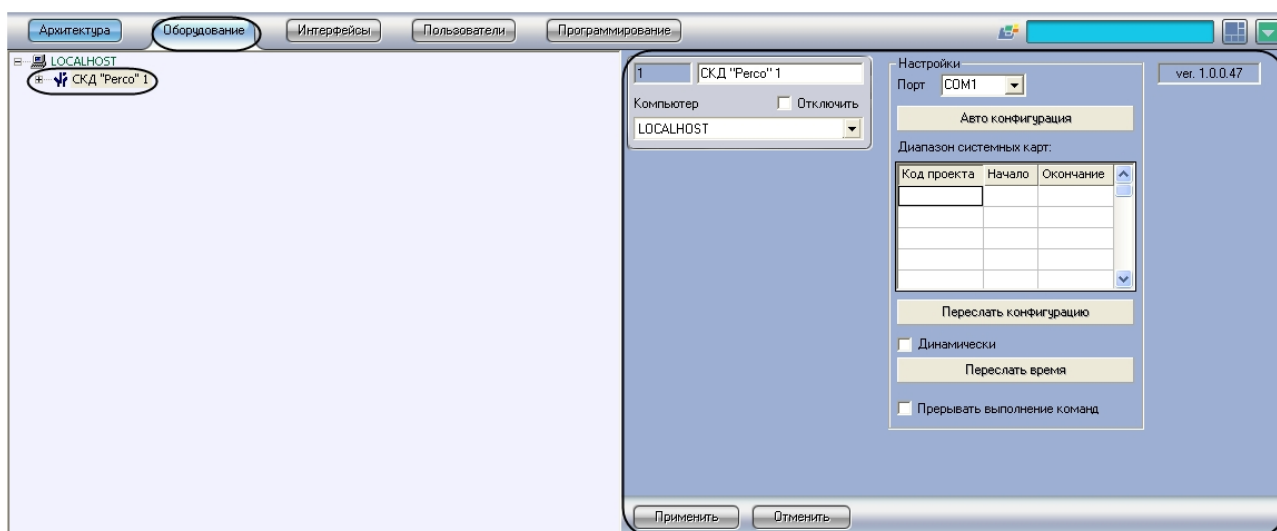 Архитектура Оборудование Интерфейсы Пользователи Программирование
LOCALHOST
СКД "Perco" 1
1 СКД "Perco" 1
Компьютер Отключить
LOCALHOST
Настройки
Порт COM1
Авто конфигурация
Диапазон системных карт:
Код проекта Начало Окончание
Переслать конфигурацию
Динамически
Переслать время
Прерывать выполнение команд
ver. 1.0.0.47
Применить Отменить